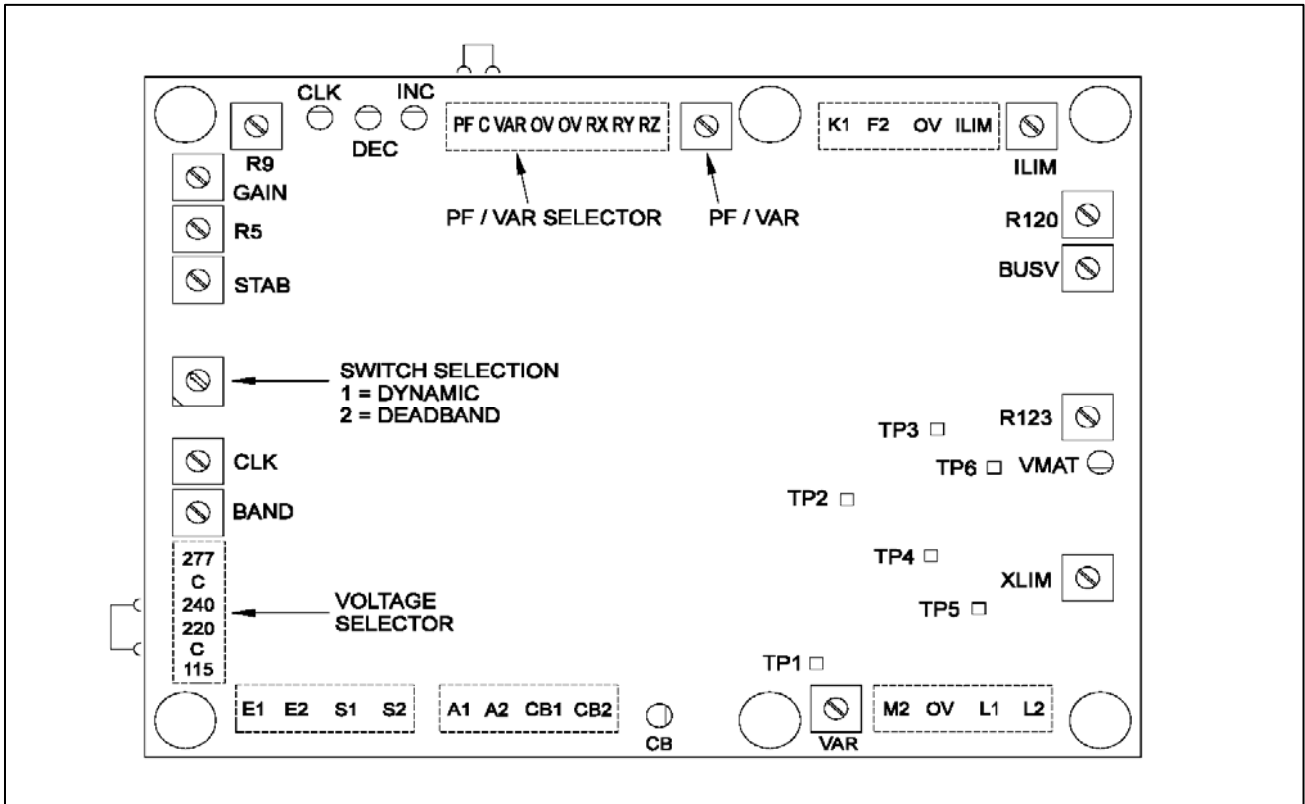 CLK
INC
DEC
R9
PF C VAR OV OV RX RY RZ
K1 F2 OV ILIM
ILIM
GAIN
PF / VAR SELECTOR
PF / VAR
R120
R5
BUSV
STAB
SWITCH SELECTION
1 = DYNAMIC
2 = DEADBAND
R123
TP3
CLK
TP6
VMAT
TP2
BAND
277
C
240
220
C
115
VOLTAGE
SELECTOR
TP4
XLIM
TP5
TP1
E1 E2 S1 S2
A1 A2 CB1 CB2
CB
VAR
M2 OV L1 L2